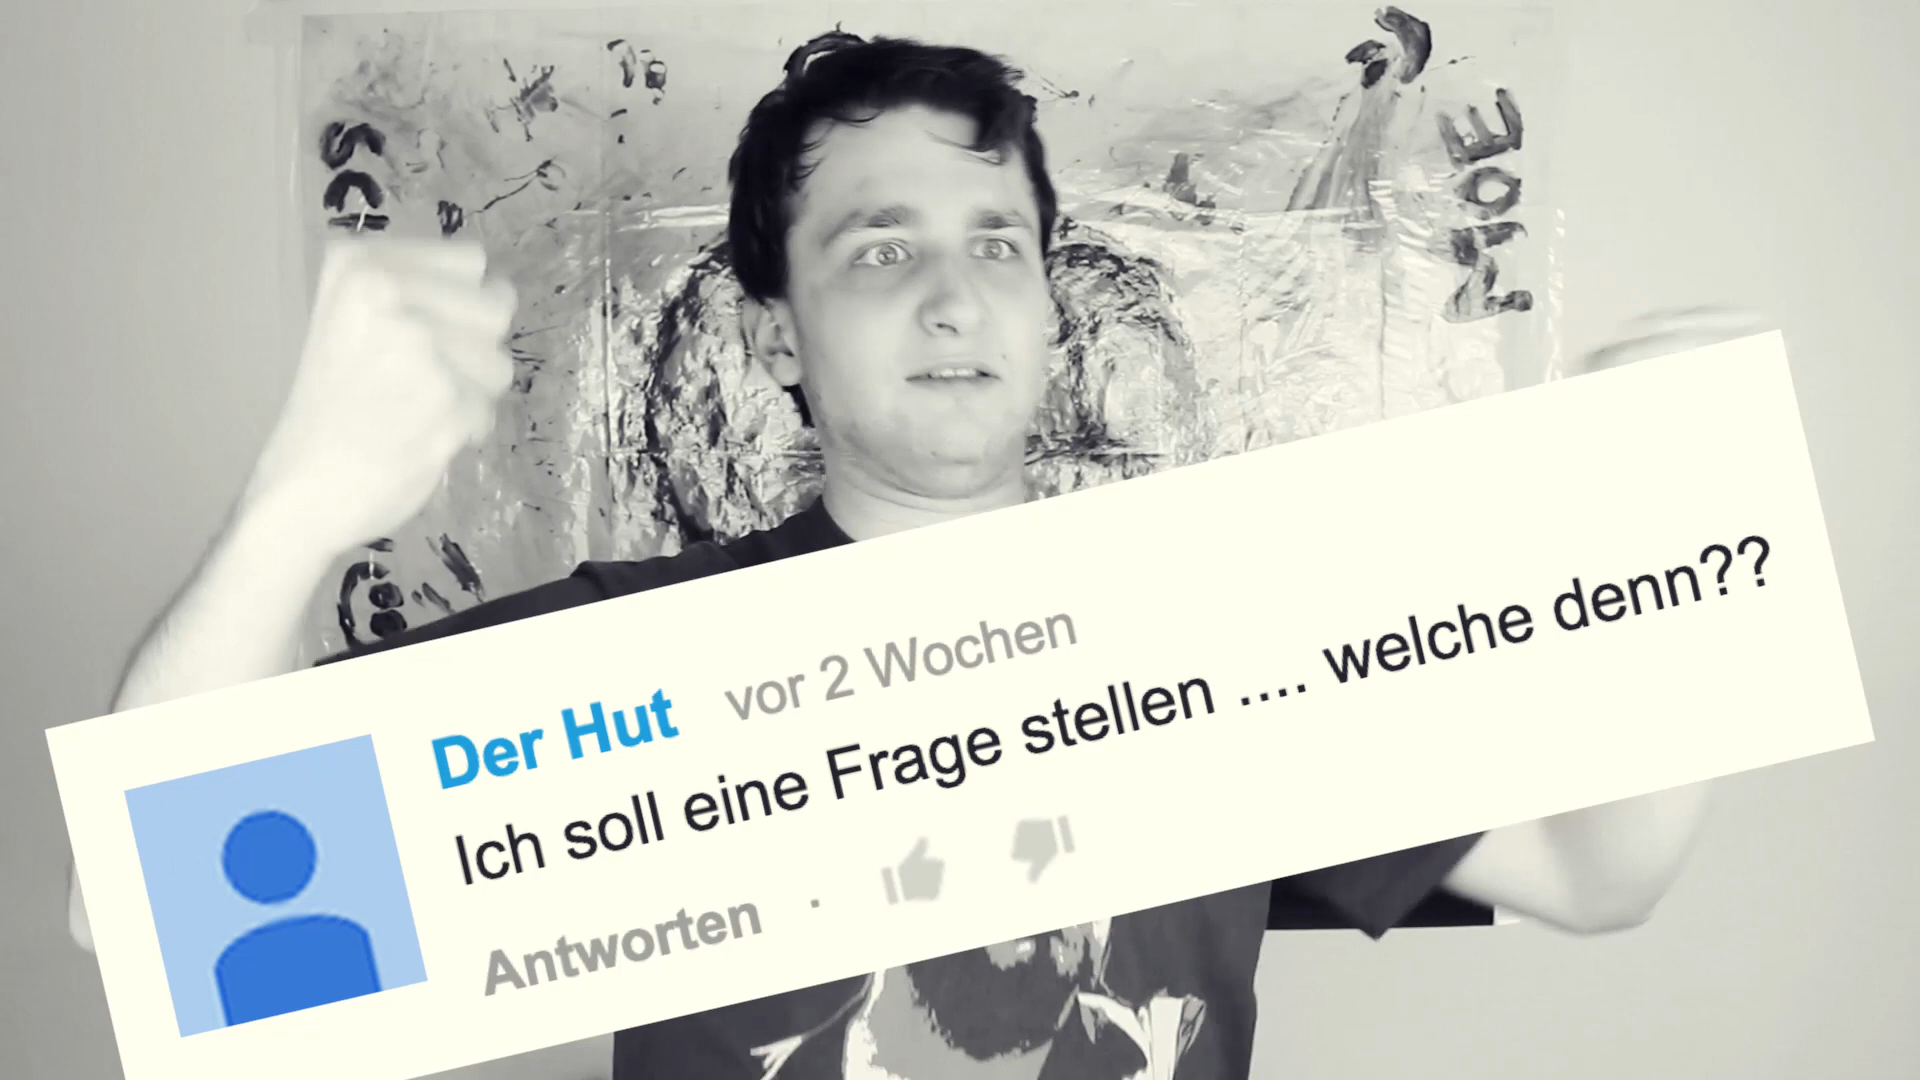 Der Hut vor 2 Wochen
Ich soll eine Frage stellen .... welche denn??
Antworten ·